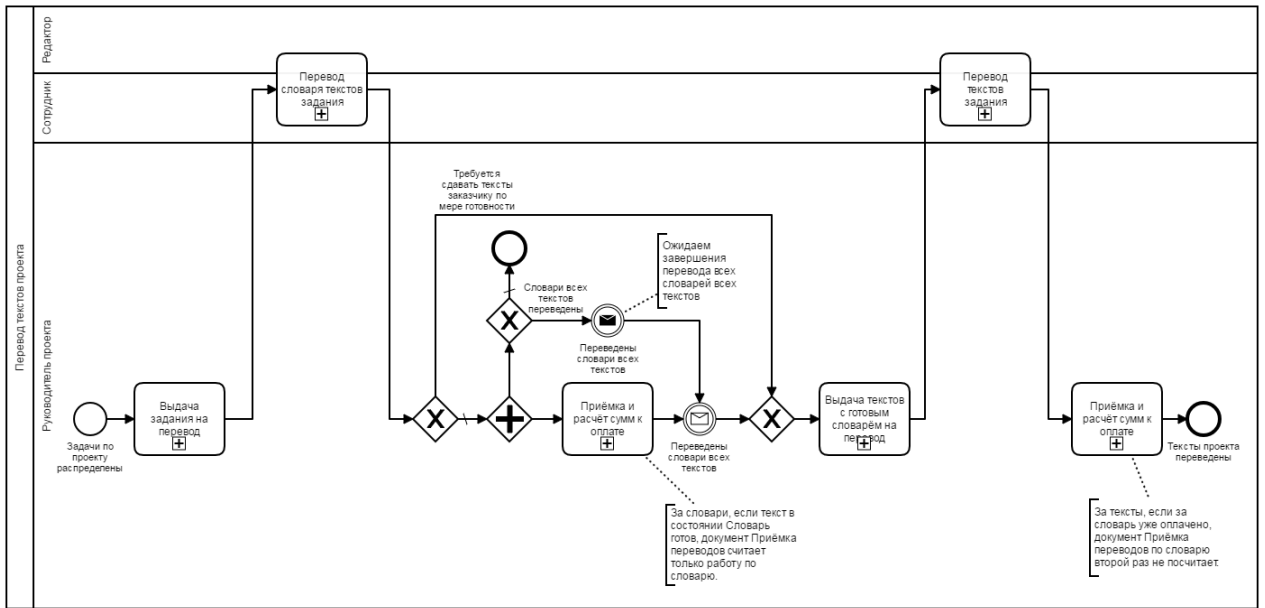 Перевод текстов проекта
Редактор
Сотрудник
Руководитель проекта
Задачи по
проекту
распределены
Выдача
задания на
перевод
Перевод
словаря текстов
задания
Требуется
сдавать тексты
заказчику по
мере готовности
Словари всех
текстов
переведены
Переведены
словари всех
текстов
Ожидаем
завершения
перевода всех
словарей всех
текстов
Приёмка и
расчёт сумм к
оплате
Переведены
словари всех
текстов
За словари, если текст в
состоянии Словарь
готов, документ Приёмка
переводов считает
только работу по
словарю.
Выдача текстов
с готовым
словарём на
перевод
Перевод
текстов
задания
Приёмка и
расчёт сумм к
оплате
Тексты проекта
переведены
За тексты, если за
словарь уже оплачено,
документ Приёмка
переводов по словарю
второй раз не посчитает.